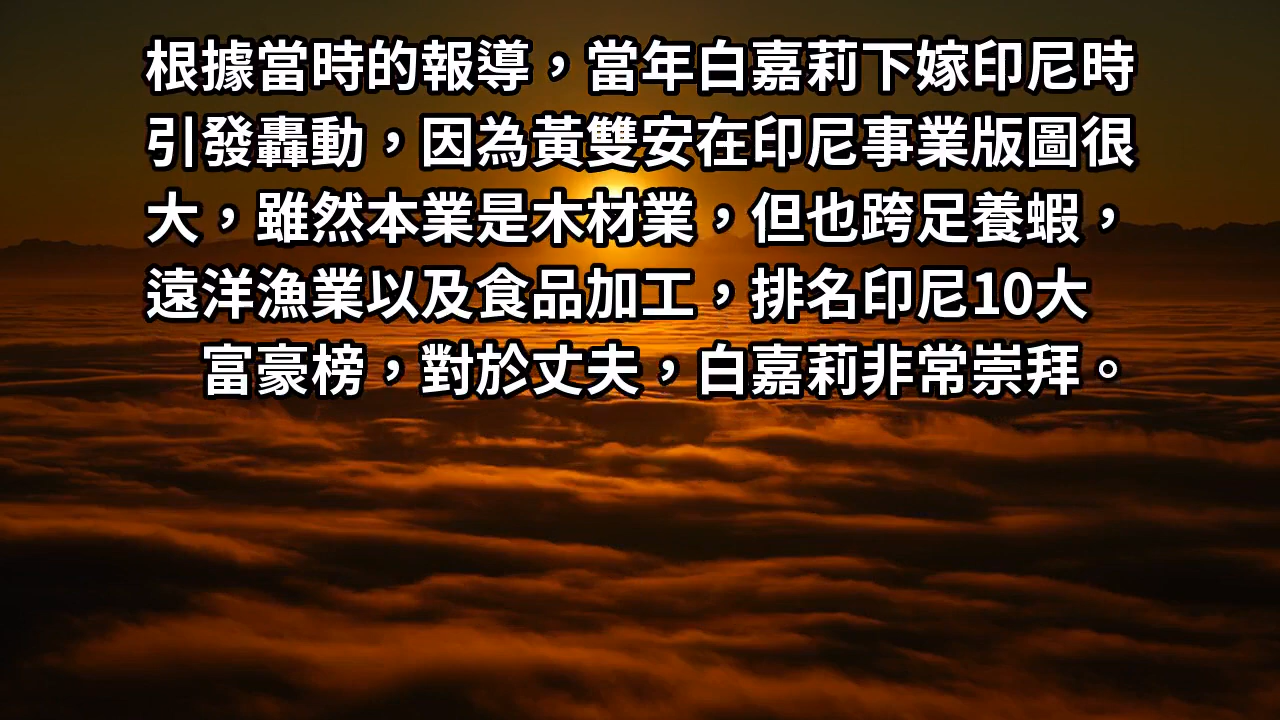 根據當時的報導，當年白嘉莉下嫁印尼時
引發轟動，因為黃雙安在印尼事業版圖很
大，雖然本業是木材業，但也跨足養蝦，
遠洋漁業以及食品加工，排名印尼10大
富豪榜，對於丈夫，白嘉莉非常崇拜。